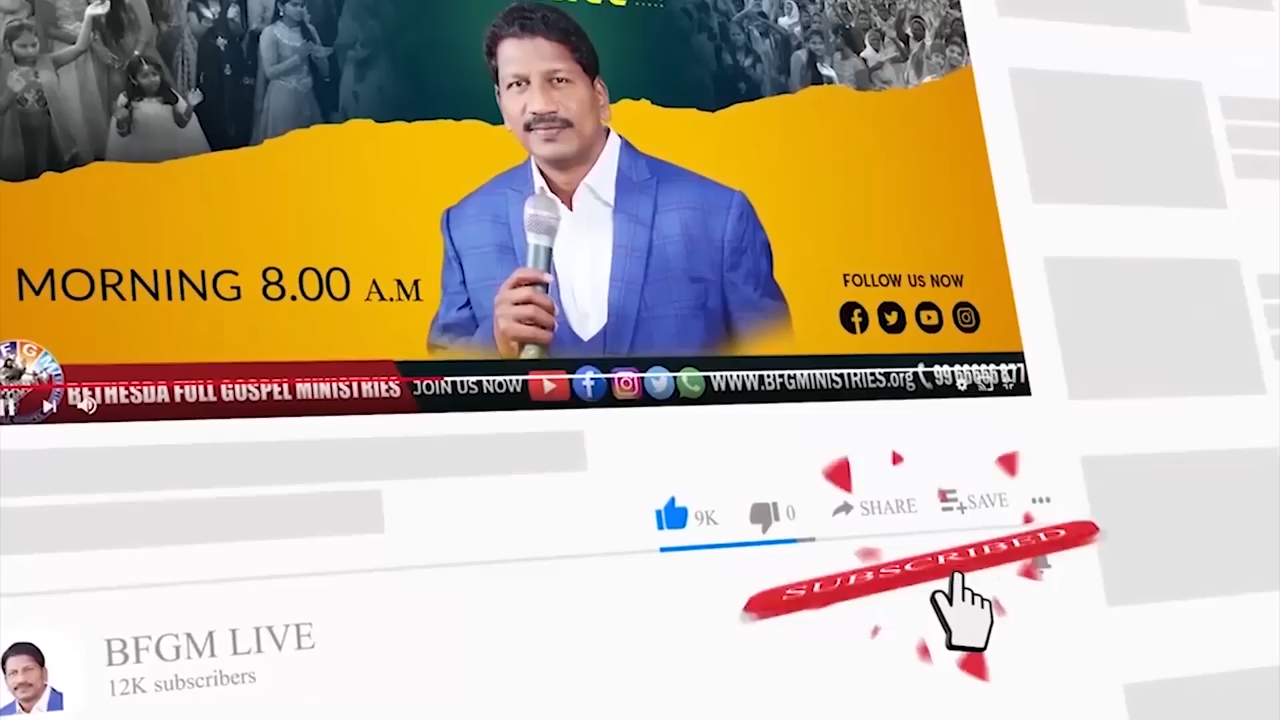 MORNING 8.00 A.M
FOLLOW US NOW
BETHESDA FULL GOSPEL MINISTRIES JOIN US NOW WWW.BFGMINISTRIES.org
9K 0 SHARE SAVE
SUBSCRIBED
BFGM LIVE
12K subscribers